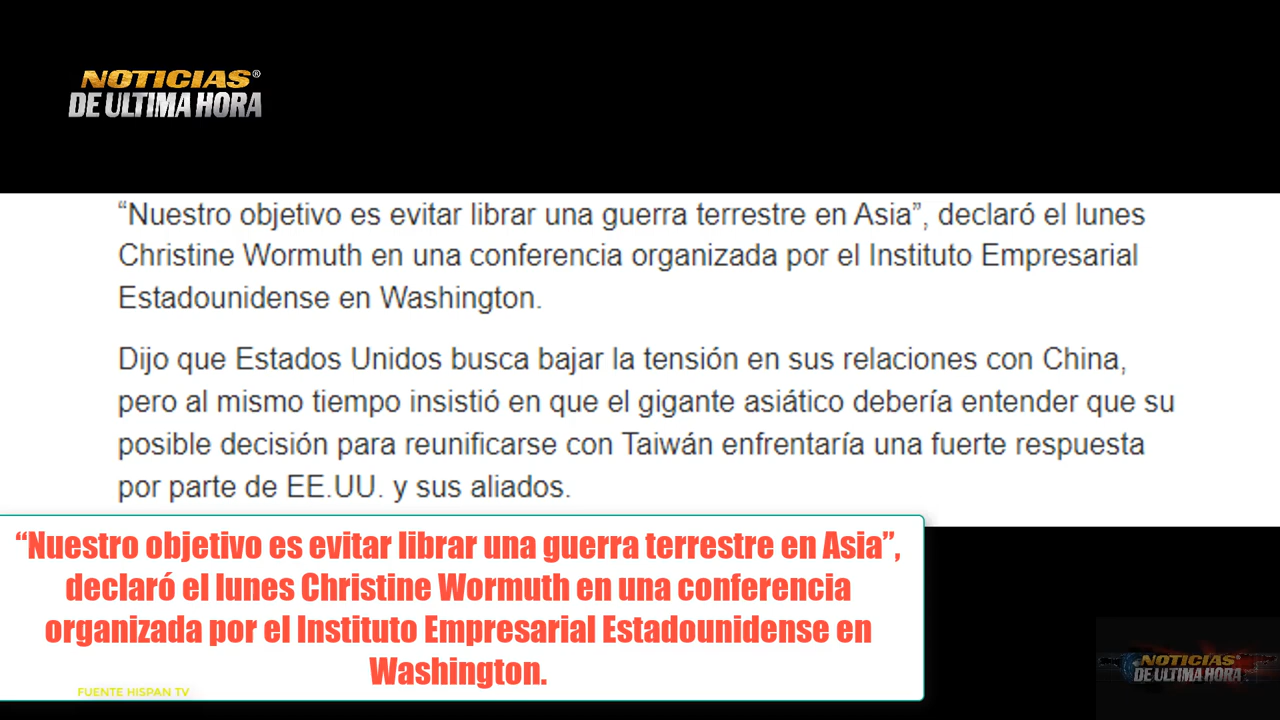 NOTICIAS®
DE ULTIMA HORA
“Nuestro objetivo es evitar librar una guerra terrestre en Asia”, declaró el lunes
Christine Wormuth en una conferencia organizada por el Instituto Empresarial
Estadounidense en Washington.
Dijo que Estados Unidos busca bajar la tensión en sus relaciones con China,
pero al mismo tiempo insistió en que el gigante asiático debería entender que su
posible decisión para reunificarse con Taiwán enfrentaría una fuerte respuesta
por parte de EE.UU. y sus aliados.
“Nuestro objetivo es evitar librar una guerra terrestre en Asia”,
declaró el lunes Christine Wormuth en una conferencia
organizada por el Instituto Empresarial Estadounidense en
Washington.
FUENTE HISPAN TV
NOTICIAS®
DE ULTIMA HORA